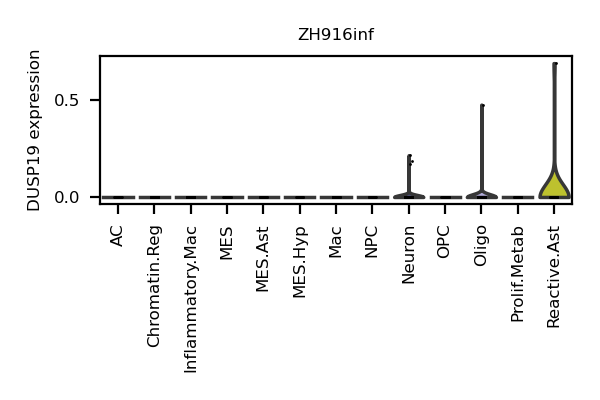 ZH916inf
DUSP19 expression
0.5
0.0
AC
Chromatin.Reg
Inflammatory.Mac
MES
MES.Ast
MES.Hyp
Mac
NPC
Neuron
OPC
Oligo
Prolif.Metab
Reactive.Ast